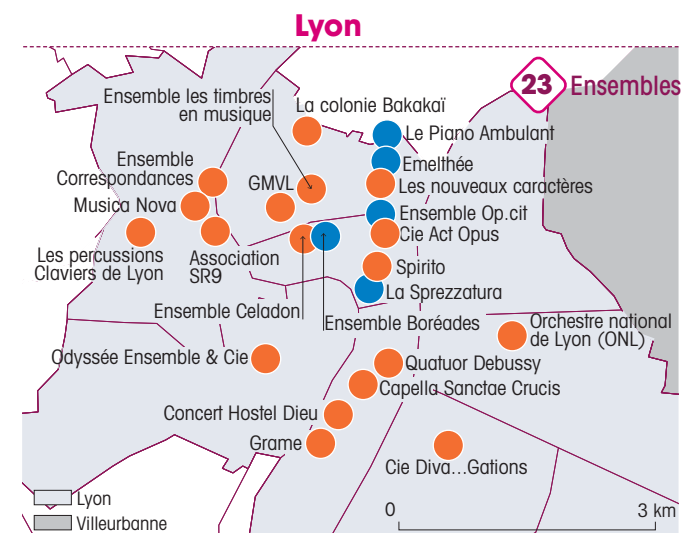 Lyon
23 Ensembles
Ensemble les timbres
en musique
La colonie Bakakaï
Le Piano Ambulant
Ensemble
Correspondances
Emelthée
GMVL
Les nouveaux caractères
Musica Nova
Ensemble Op.cit
Cie Act Opus
Les percussions
Claviers de Lyon
Association
SR9
Spirito
La Sprezzatura
Ensemble Celadon
Ensemble Boréades
Orchestre national
de Lyon (ONL)
Odyssée Ensemble & Cie
Quatuor Debussy
Capella Sanctae Crucis
Concert Hostel Dieu
Grame
Cie Diva...Gations
Lyon
Villeurbanne
0 3 km